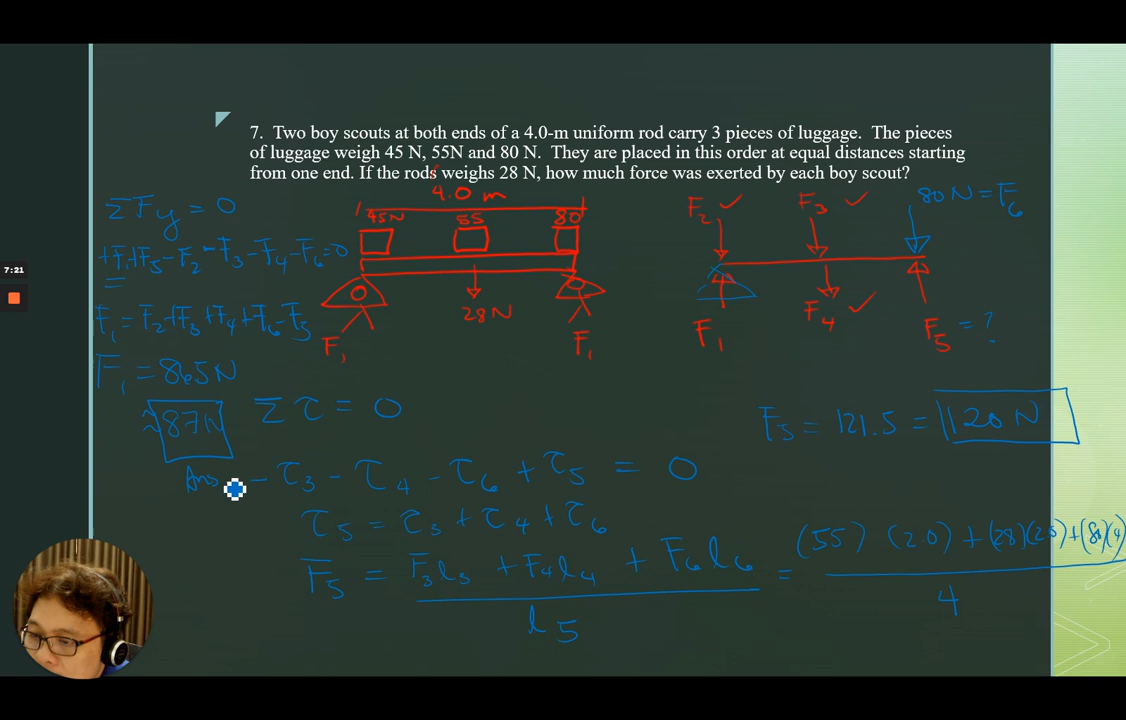 7. Two boy scouts at both ends of a 4.0-m uniform rod carry 3 pieces of luggage. The pieces
of luggage weigh 45 N, 55N and 80 N. They are placed in this order at equal distances starting
from one end. If the rods weighs 28 N, how much force was exerted by each boy scout?
4.0 m
45N 55 80
28N
F₁ F₁
F₂ ✓ F₃ ✓ 80 N = F₆
F₁ F₄ ✓ F₅ = ?
ΣFy = 0
+F₁+F₅-F₂-F₃-F₄-F₆=0
=
F₁ = F₂+F₃+F₄+F₆-F₅
F₁ = 86.5N
≈87N
Ans
Στ = 0
F₅ = 121.5 = 120 N
-τ₃ - τ₄ - τ₆ + τ₅ = 0
τ₅ = τ₃ + τ₄ + τ₆
F₅ = F₃l₃ + F₄l₄ + F₆l₆ = (55)(2.0)+(28)(2.0)+(80)(4)
l₅ 4
7:21